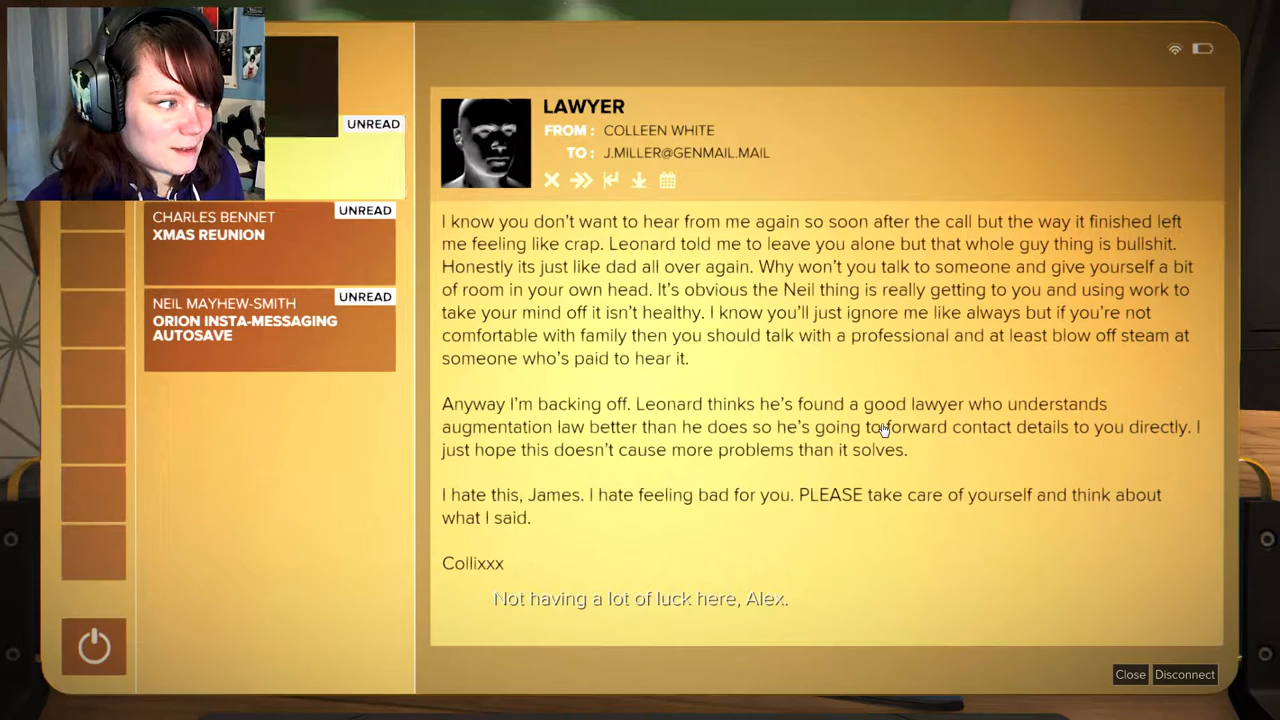 UNREAD
CHARLES BENNET
UNREAD
XMAS REUNION
NEIL MAYHEW-SMITH
UNREAD
ORION INSTA-MESSAGING
AUTOSAVE
LAWYER
FROM : COLLEEN WHITE
TO : J.MILLER@GENMAIL.MAIL
I know you don't want to hear from me again so soon after the call but the way it finished left
me feeling like crap. Leonard told me to leave you alone but that whole guy thing is bullshit.
Honestly its just like dad all over again. Why won't you talk to someone and give yourself a bit
of room in your own head. It's obvious the Neil thing is really getting to you and using work to
take your mind off it isn't healthy. I know you'll just ignore me like always but if you're not
comfortable with family then you should talk with a professional and at least blow off steam at
someone who's paid to hear it.
Anyway I'm backing off. Leonard thinks he's found a good lawyer who understands
augmentation law better than he does so he's going to forward contact details to you directly. I
just hope this doesn't cause more problems than it solves.
I hate this, James. I hate feeling bad for you. PLEASE take care of yourself and think about
what I said.
Collixxx
Not having a lot of luck here, Alex.
Close Disconnect